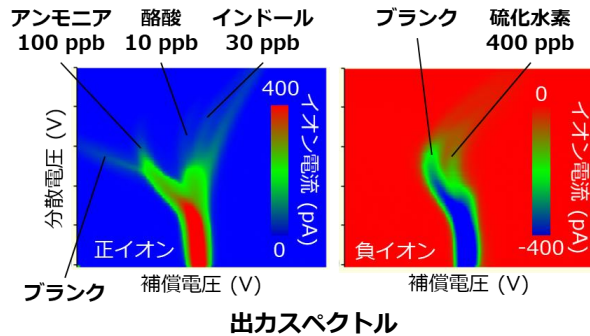 アンモニア
100 ppb
酪酸
10 ppb
インドール
30 ppb
ブランク
硫化水素
400 ppb
分散電圧 (V)
400
イオン電流 (pA)
0
正イオン
ブランク
補償電圧 (V)
0
イオン電流 (pA)
-400
負イオン
補償電圧 (V)
出力スペクトル